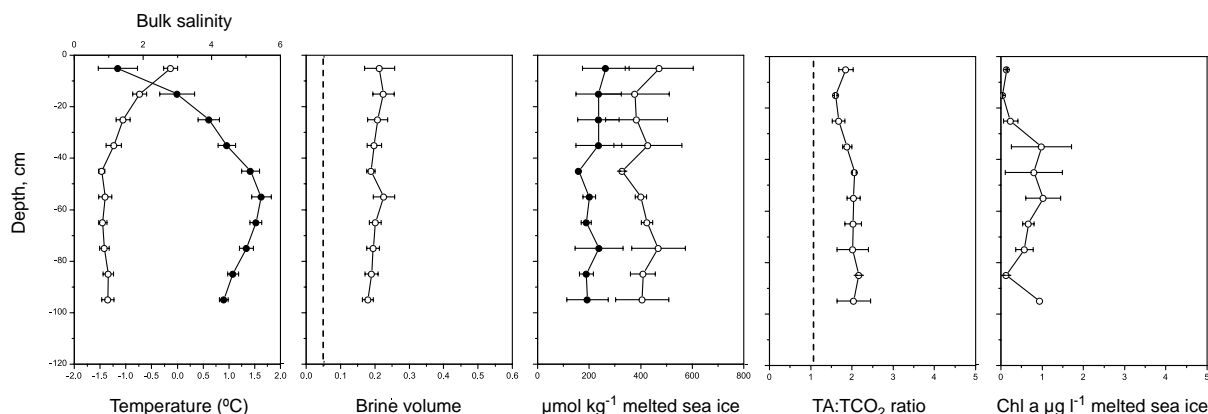 Bulk salinity
0 1 2 3 4 5 6
Depth, cm
0
-20
-40
-60
-80
-100
-120
-2.0 -1.5 -1.0 -0.5 0.0 0.5 1.0 1.5 2.0
0.0 0.1 0.2 0.3 0.4 0.5 0.6
0 200 400 600 800
0 1 2 3 4 5
0 1 2 3 4 5
Temperature (ºC)
Brine volume
µmol kg⁻¹ melted sea ice
TA:TCO₂ ratio
Chl a µg l⁻¹ melted sea ice